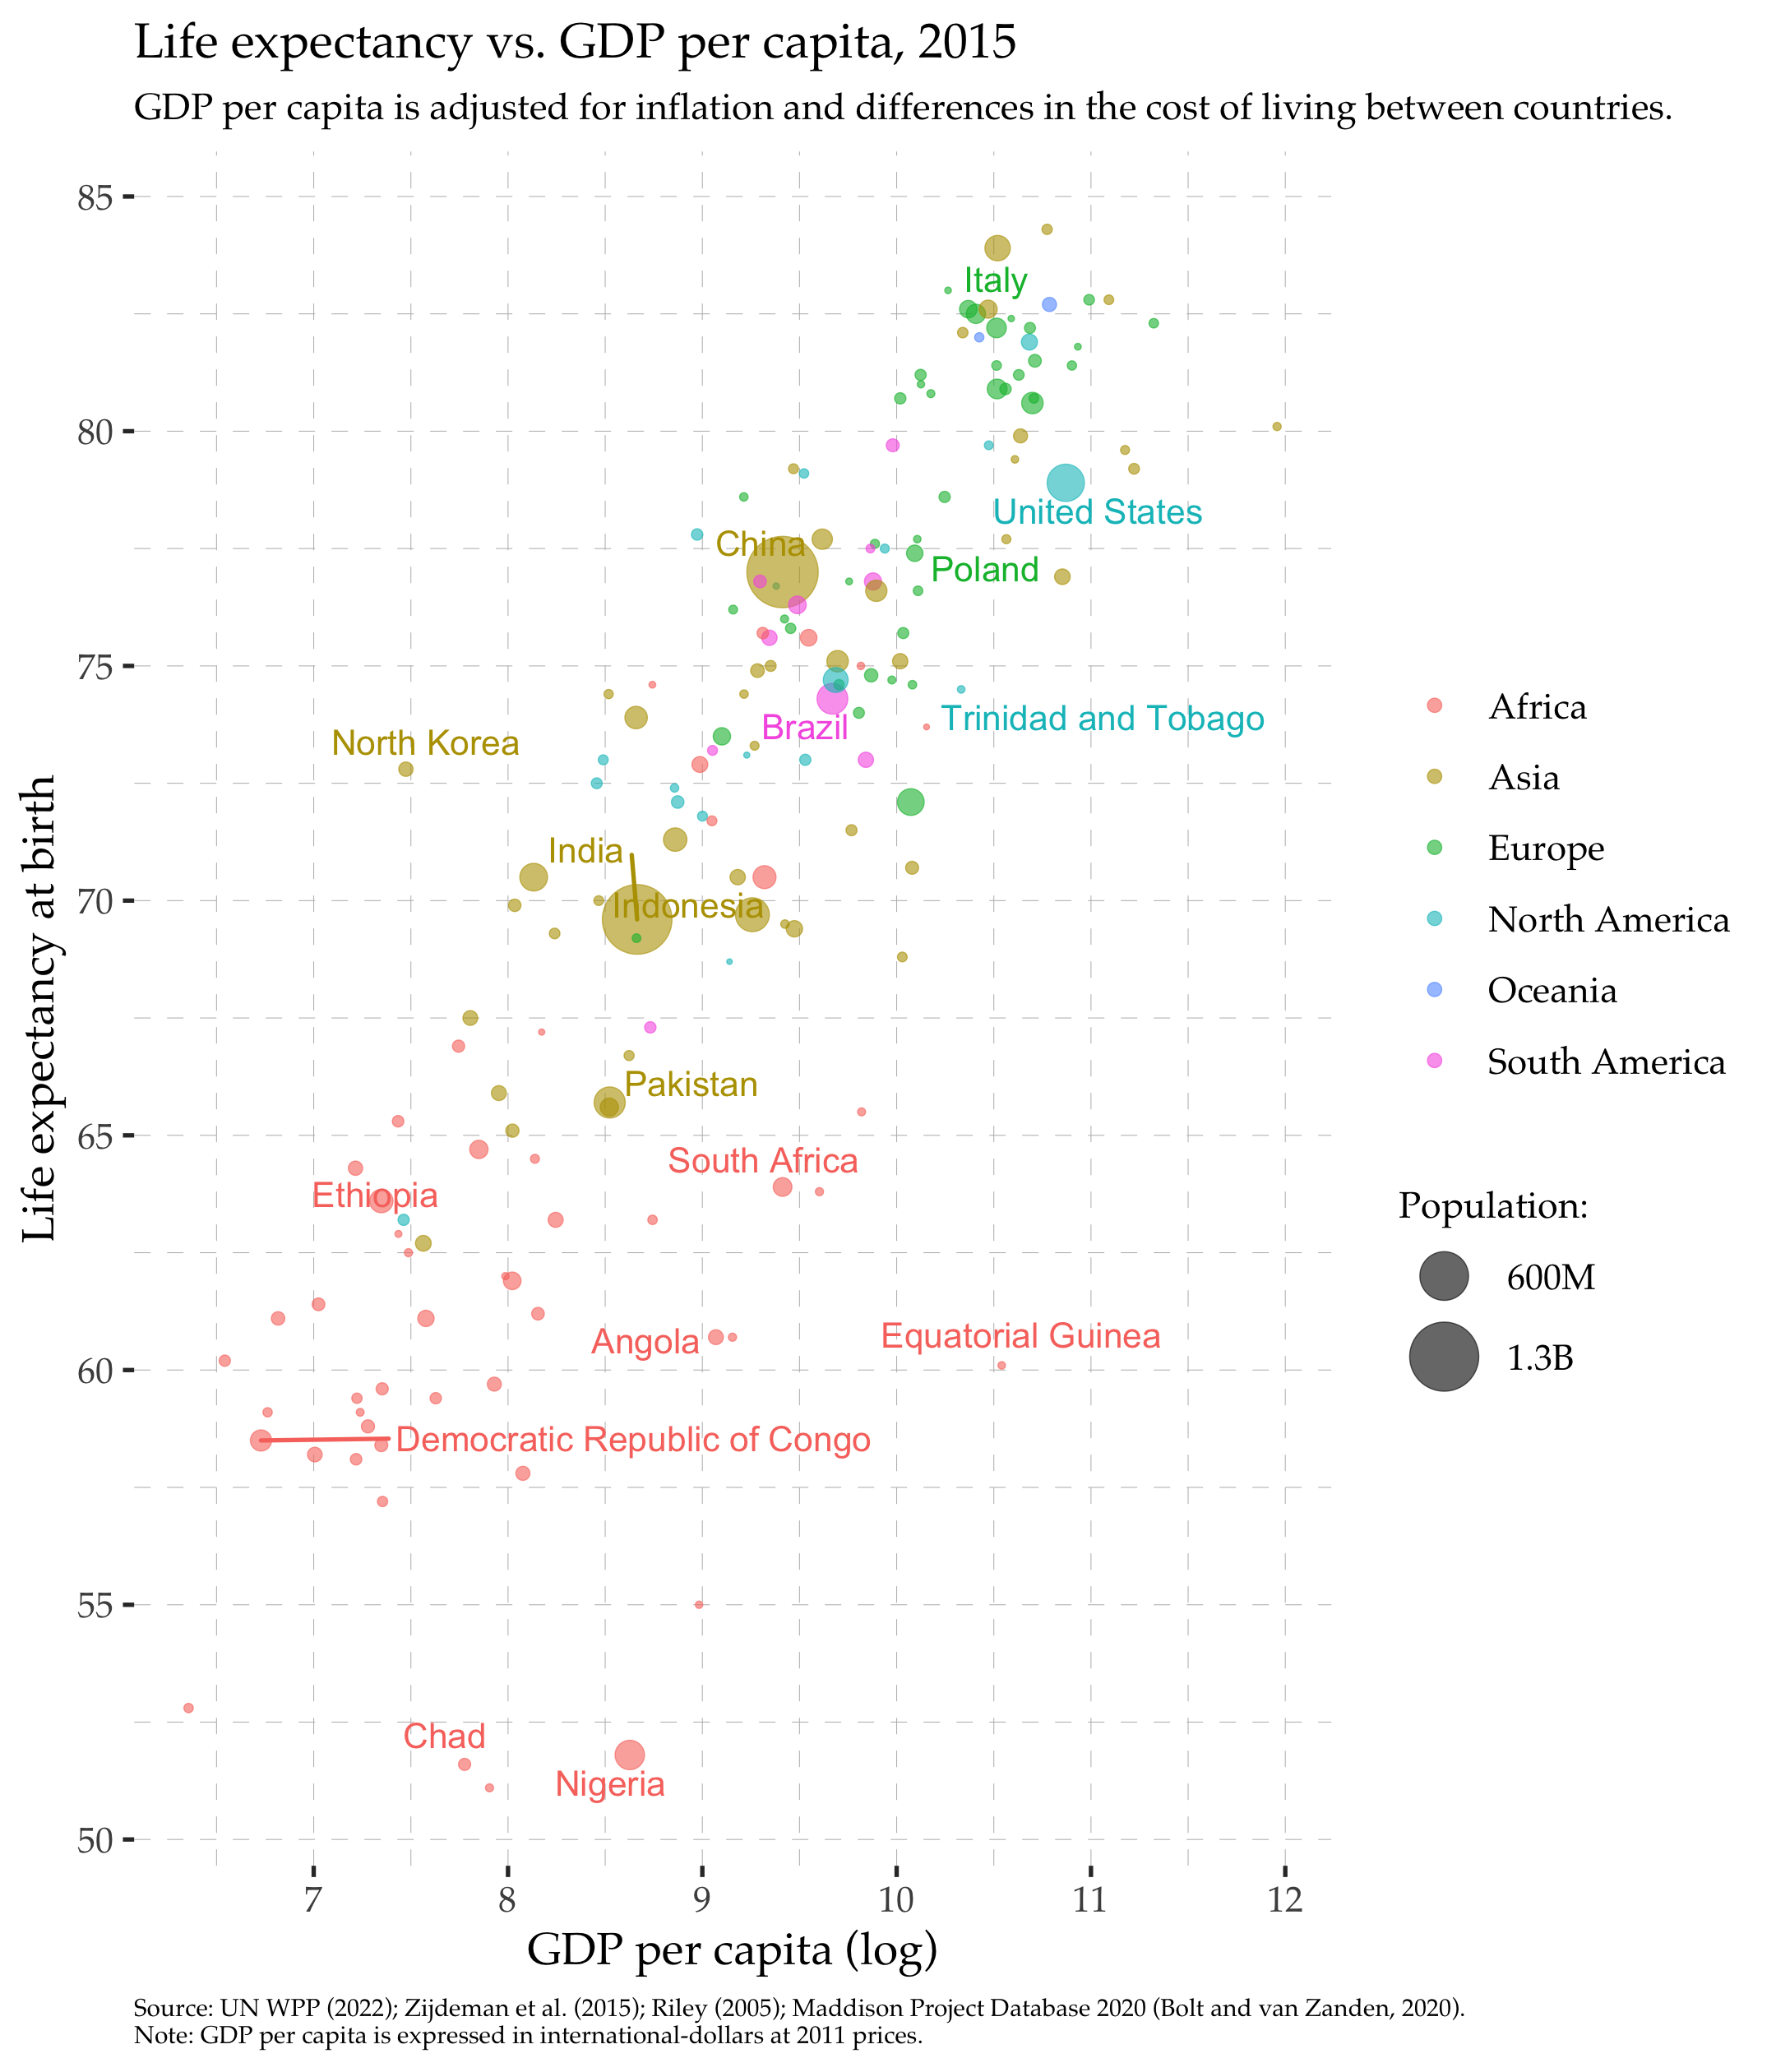 Life expectancy vs. GDP per capita, 2015
GDP per capita is adjusted for inflation and differences in the cost of living between countries.
85
80
75
70
65
60
55
50
Life expectancy at birth
Italy
United States
China
Poland
Trinidad and Tobago
Brazil
North Korea
India
Indonesia
Pakistan
South Africa
Ethiopia
Equatorial Guinea
Angola
Democratic Republic of Congo
Chad
Nigeria
7 8 9 10 11 12
GDP per capita (log)
Africa
Asia
Europe
North America
Oceania
South America
Population:
600M
1.3B
Source: UN WPP (2022); Zijdeman et al. (2015); Riley (2005); Maddison Project Database 2020 (Bolt and van Zanden, 2020).
Note: GDP per capita is expressed in international-dollars at 2011 prices.